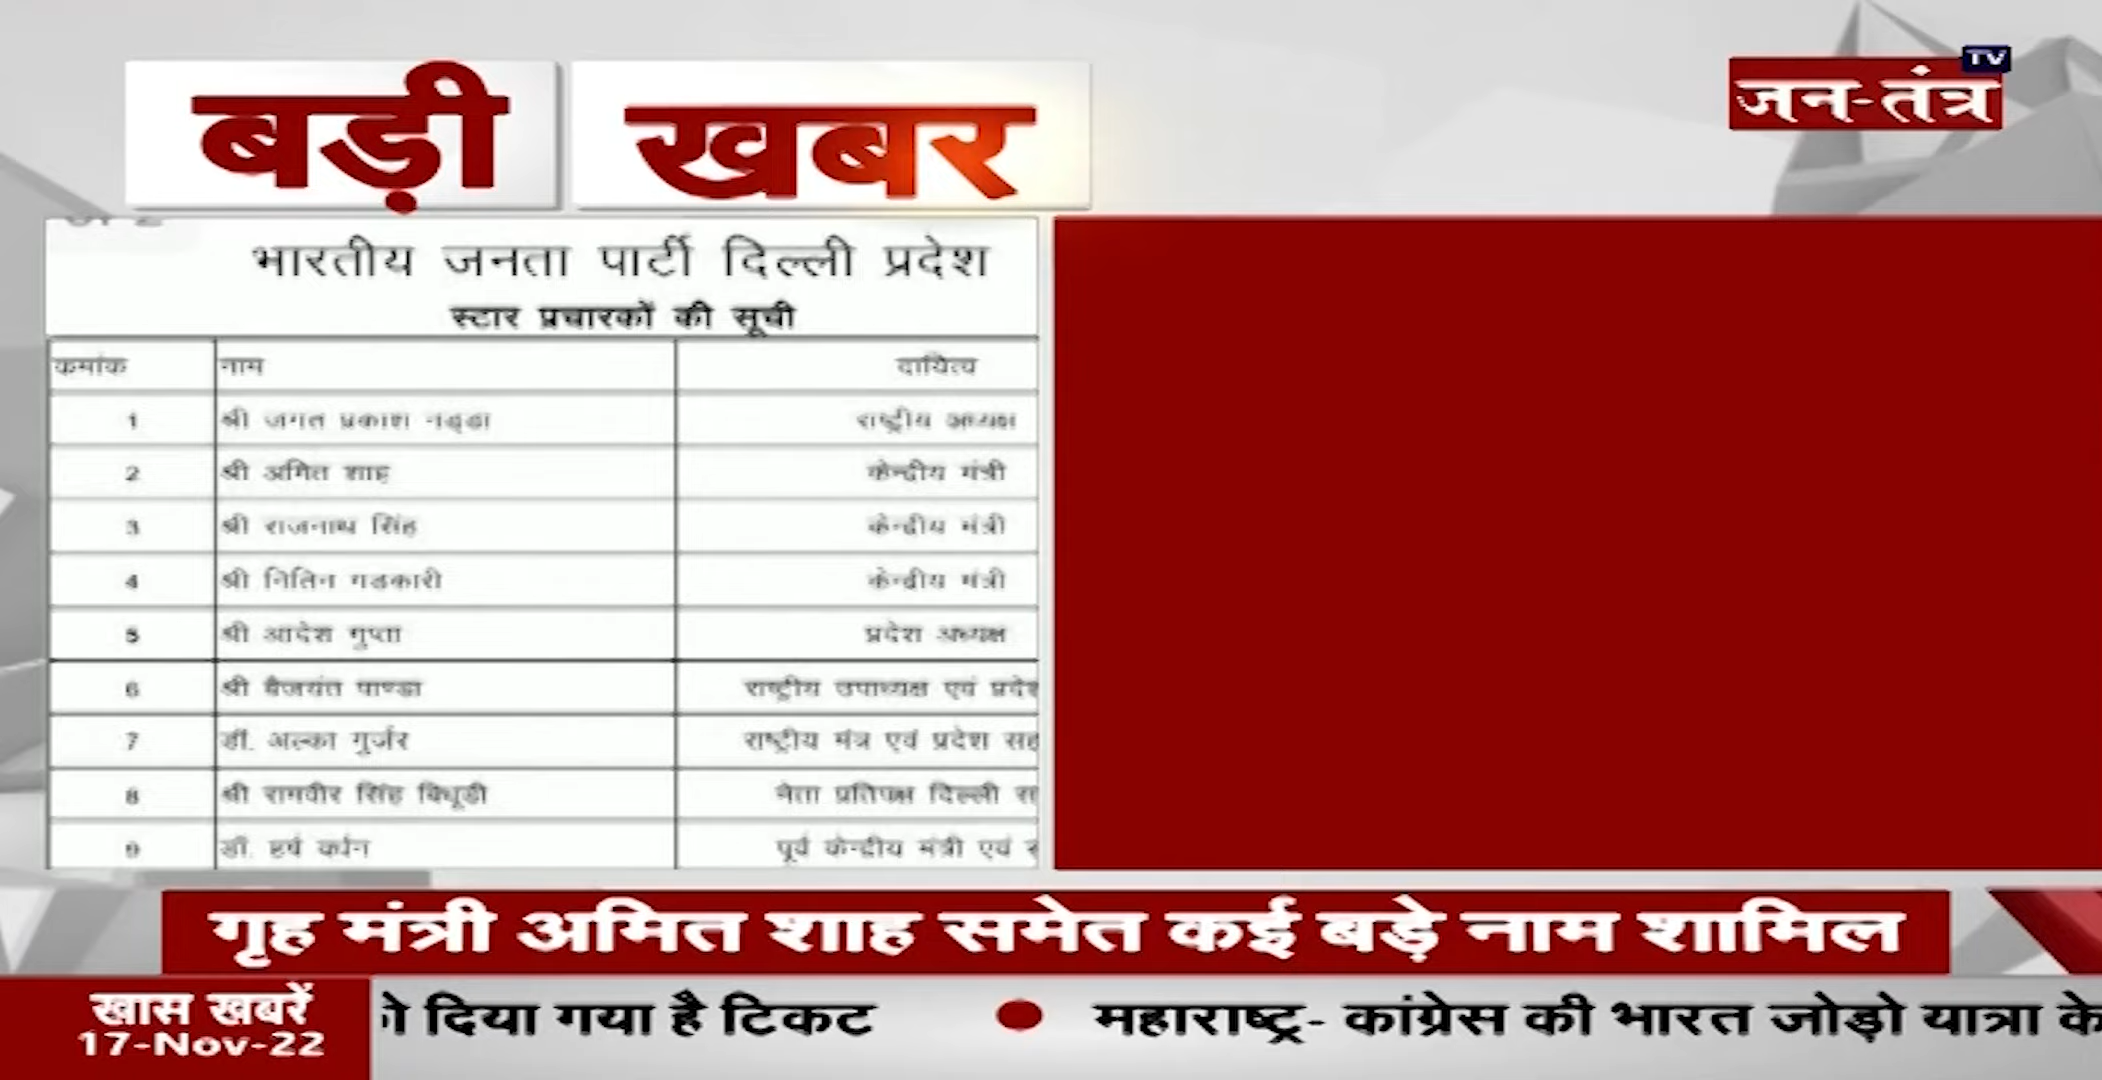 बड़ी खबर
TV
जन-तंत्र
भारतीय जनता पार्टी दिल्ली प्रदेश
स्टार प्रचारकों की सूची
कमांक नाम दायित्व
1 श्री जगत प्रकाश नड्डा राष्ट्रीय अध्यक्ष
2 श्री अमित शाह केन्द्रीय मंत्री
3 श्री राजनाथ सिंह केन्द्रीय मंत्री
4 श्री नितिन गडकारी केन्द्रीय मंत्री
5 श्री आदेश गुप्ता प्रदेश अध्यक्ष
6 श्री बैजयंत पाण्डा राष्ट्रीय उपाध्यक्ष एवं प्रदेश
7 डॉ. अल्का गुर्जर राष्ट्रीय मंत्र एवं प्रदेश सह
8 श्री रामवीर सिंह बिधूडी नेता प्रतिपक्ष दिल्ली
9 डॉ. हर्ष वर्धन पूर्व केन्द्रीय मंत्री एवं
गृह मंत्री अमित शाह समेत कई बड़े नाम शामिल
खास खबरें
दिया गया है टिकट ● महाराष्ट्र- कांग्रेस की भारत जोड़ो यात्रा के
17-Nov-22